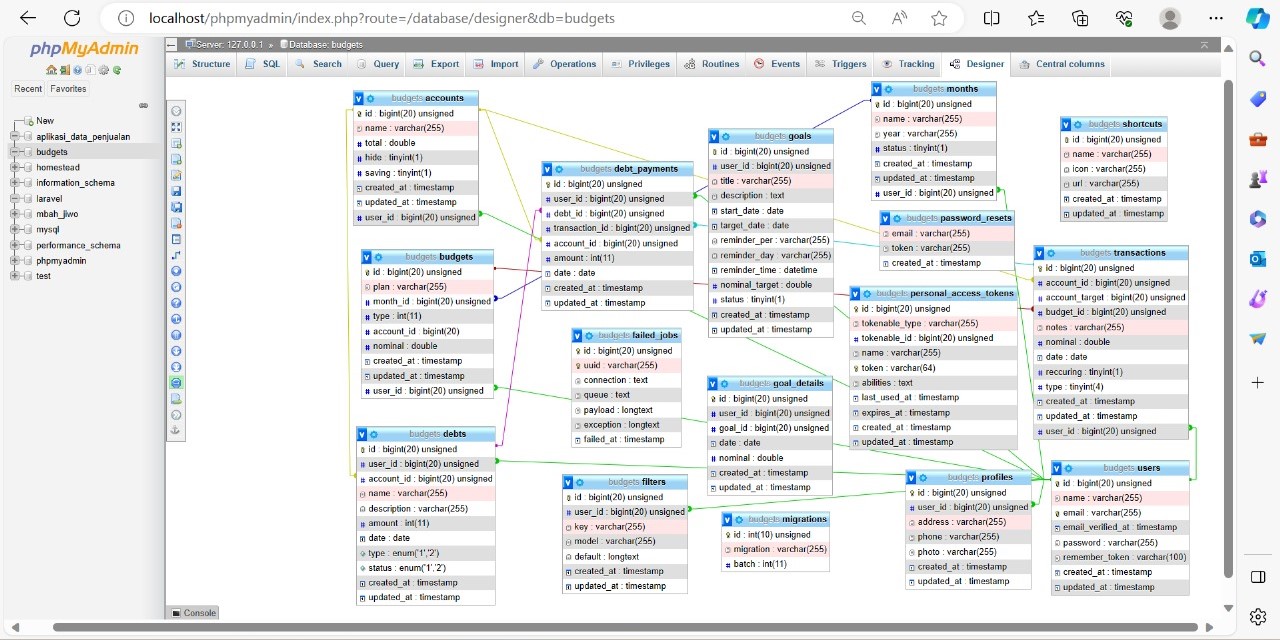 localhost/phpmyadmin/index.php?route=/database/designer&db=budgets
phpMyAdmin
Recent Favorites
New
aplikasi_data_penjualan
budgets
homestead
information_schema
laravel
mbah_jiwo
mysql
performance_schema
phpmyadmin
test
Server: 127.0.0.1 » Database: budgets
Structure SQL Search Query Export Import Operations Privileges Routines Events Triggers Tracking Designer Central columns
budgets accounts
id : bigint(20) unsigned
name : varchar(255)
total : double
hide : tinyint(1)
saving : tinyint(1)
created_at : timestamp
updated_at : timestamp
user_id : bigint(20) unsigned
budgets budgets
id : bigint(20) unsigned
plan : varchar(255)
month_id : bigint(20) unsigned
type : int(11)
account_id : bigint(20)
nominal : double
created_at : timestamp
updated_at : timestamp
user_id : bigint(20) unsigned
budgets debts
id : bigint(20) unsigned
user_id : bigint(20) unsigned
account_id : bigint(20) unsigned
name : varchar(255)
description : varchar(255)
amount : int(11)
date : date
type : enum('1','2')
status : enum('1','2')
created_at : timestamp
updated_at : timestamp
budgets debt_payments
id : bigint(20) unsigned
user_id : bigint(20) unsigned
debt_id : bigint(20) unsigned
transaction_id : bigint(20) unsigned
account_id : bigint(20) unsigned
amount : int(11)
date : date
created_at : timestamp
updated_at : timestamp
budgets failed_jobs
id : bigint(20) unsigned
uuid : varchar(255)
connection : text
queue : text
payload : longtext
exception : longtext
failed_at : timestamp
budgets filters
id : bigint(20) unsigned
user_id : bigint(20) unsigned
key : varchar(255)
model : varchar(255)
default : longtext
created_at : timestamp
updated_at : timestamp
budgets goals
id : bigint(20) unsigned
user_id : bigint(20) unsigned
title : varchar(255)
description : text
start_date : date
target_date : date
reminder_per : varchar(255)
reminder_day : varchar(255)
reminder_time : datetime
nominal_target : double
status : tinyint(1)
created_at : timestamp
updated_at : timestamp
budgets goal_details
id : bigint(20) unsigned
user_id : bigint(20) unsigned
goal_id : bigint(20) unsigned
date : date
nominal : double
created_at : timestamp
updated_at : timestamp
budgets migrations
id : int(10) unsigned
migration : varchar(255)
batch : int(11)
budgets months
id : bigint(20) unsigned
name : varchar(255)
year : varchar(255)
status : tinyint(1)
created_at : timestamp
updated_at : timestamp
user_id : bigint(20) unsigned
budgets password_resets
email : varchar(255)
token : varchar(255)
created_at : timestamp
budgets personal_access_tokens
id : bigint(20) unsigned
tokenable_type : varchar(255)
tokenable_id : bigint(20) unsigned
name : varchar(255)
token : varchar(64)
abilities : text
last_used_at : timestamp
expires_at : timestamp
created_at : timestamp
updated_at : timestamp
budgets profiles
id : bigint(20) unsigned
user_id : bigint(20) unsigned
address : varchar(255)
phone : varchar(255)
photo : varchar(255)
created_at : timestamp
updated_at : timestamp
budgets shortcuts
id : bigint(20) unsigned
name : varchar(255)
icon : varchar(255)
url : varchar(255)
created_at : timestamp
updated_at : timestamp
budgets transactions
id : bigint(20) unsigned
account_id : bigint(20) unsigned
account_target : bigint(20) unsigned
budget_id : bigint(20) unsigned
notes : varchar(255)
nominal : double
date : date
reccuring : tinyint(1)
type : tinyint(4)
created_at : timestamp
updated_at : timestamp
user_id : bigint(20) unsigned
budgets users
id : bigint(20) unsigned
name : varchar(255)
email : varchar(255)
email_verified_at : timestamp
password : varchar(255)
remember_token : varchar(100)
created_at : timestamp
updated_at : timestamp
Console